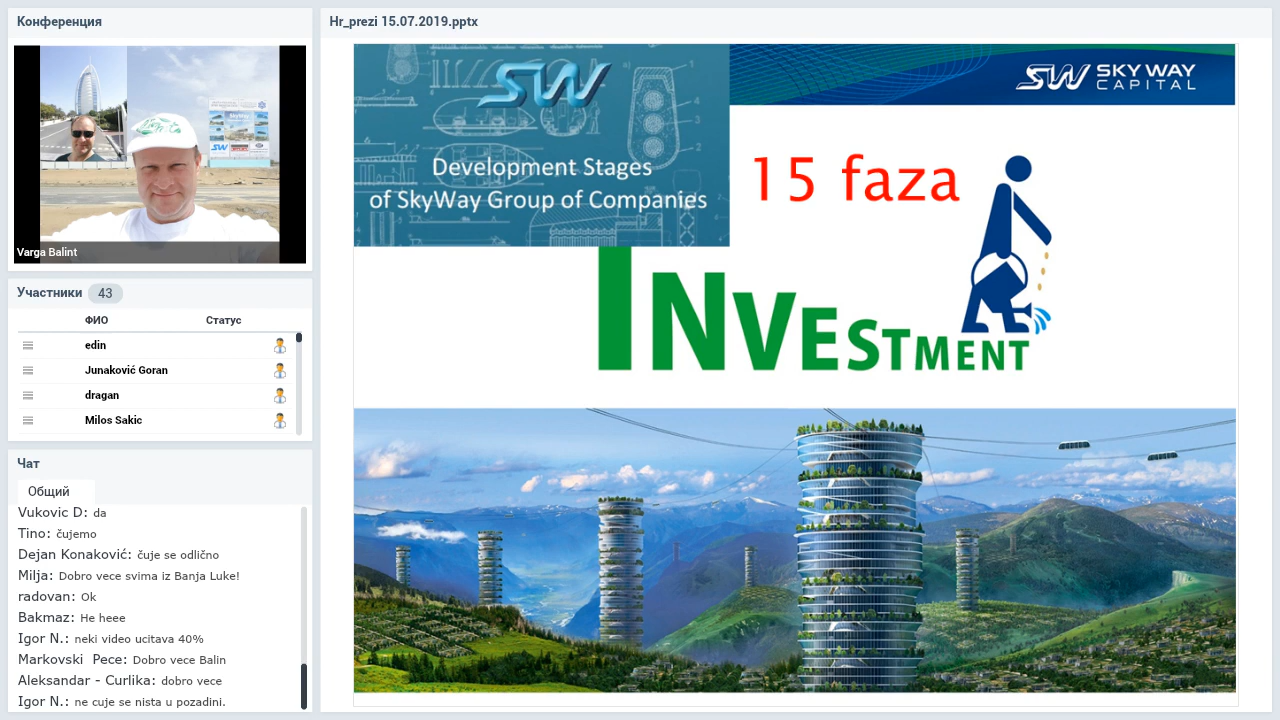 Конференция
Varga Balint
Участники 43
ФИО Статус
edin
Junaković Goran
dragan
Milos Sakic
Чат
Общий
Vukovic D: da
Tino: čujemo
Dejan Konaković: čuje se odlično
Milja: Dobro vece svima iz Banja Luke!
radovan: Ok
Bakmaz: He heee
Igor N.: neki video ucitava 40%
Markovski Pece: Dobro vece Balin
Aleksandar - Curlika: dobro vece
Igor N.: ne cuje se nista u pozadini.
Hr_prezi 15.07.2019.pptx
SW
Development Stages
of SkyWay Group of Companies
SW SKY WAY
CAPITAL
15 faza
INVESTMENT